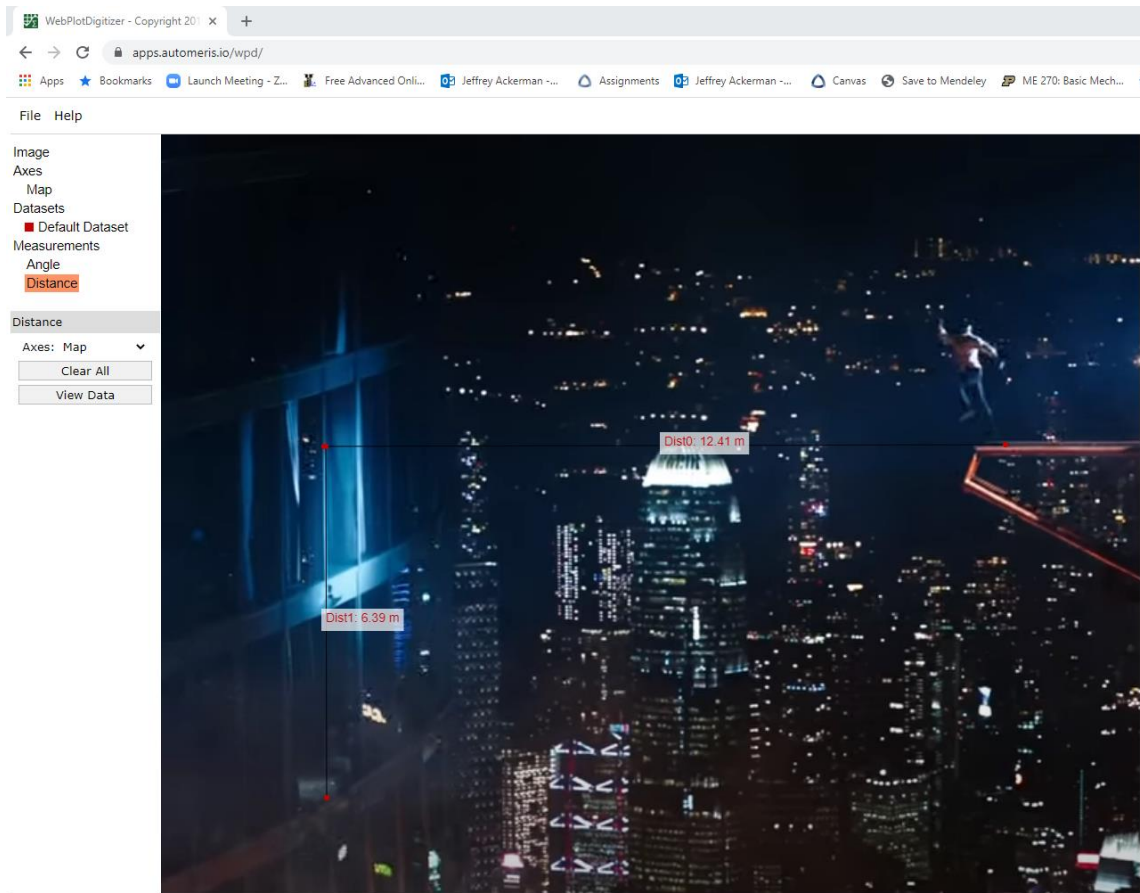 WebPlotDigitizer - Copyright 201
apps.automeris.io/wpd/
Apps Bookmarks Launch Meeting - Z... Free Advanced Onli... Jeffrey Ackerman -... Assignments Jeffrey Ackerman -... Canvas Save to Mendeley ME 270: Basic Mech...
File Help
Image
Axes
Map
Datasets
Default Dataset
Measurements
Angle
Distance
Distance
Axes: Map
Clear All
View Data
Dist0: 12.41 m
Dist1: 6.39 m